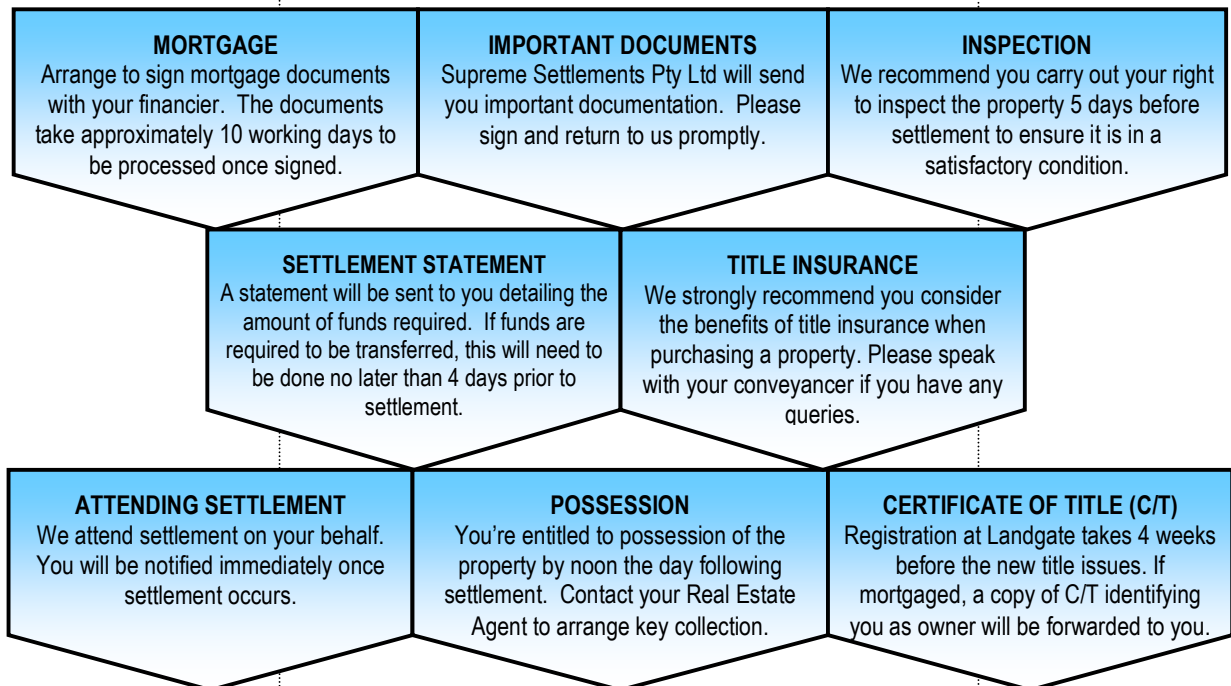 MORTGAGE
Arrange to sign mortgage documents
with your financier.  The documents
take approximately 10 working days to
be processed once signed.
IMPORTANT DOCUMENTS
Supreme Settlements Pty Ltd will send
you important documentation.  Please
sign and return to us promptly.
INSPECTION
We recommend you carry out your right
to inspect the property 5 days before
settlement to ensure it is in a
satisfactory condition.
SETTLEMENT STATEMENT
A statement will be sent to you detailing the
amount of funds required.  If funds are
required to be transferred, this will need to
be done no later than 4 days prior to
settlement.
TITLE INSURANCE
We strongly recommend you consider
the benefits of title insurance when
purchasing a property. Please speak
with your conveyancer if you have any
queries.
ATTENDING SETTLEMENT
We attend settlement on your behalf.
You will be notified immediately once
settlement occurs.
POSSESSION
You’re entitled to possession of the
property by noon the day following
settlement.  Contact your Real Estate
Agent to arrange key collection.
CERTIFICATE OF TITLE (C/T)
Registration at Landgate takes 4 weeks
before the new title issues. If
mortgaged, a copy of C/T identifying
you as owner will be forwarded to you.